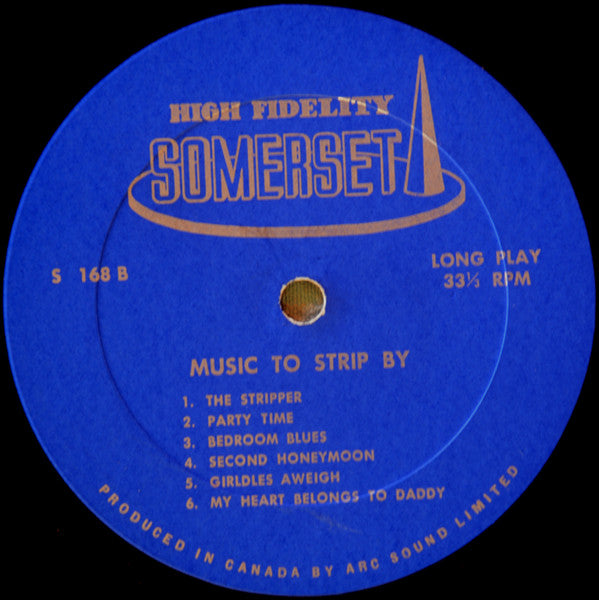 HIGH FIDELITY
SOMERSET
S 168 B
LONG PLAY
33⅓ RPM
MUSIC TO STRIP BY
1. THE STRIPPER
2. PARTY TIME
3. BEDROOM BLUES
4. SECOND HONEYMOON
5. GIRLDLES AWEIGH
6. MY HEART BELONGS TO DADDY
PRODUCED IN CANADA BY ARC SOUND LIMITED